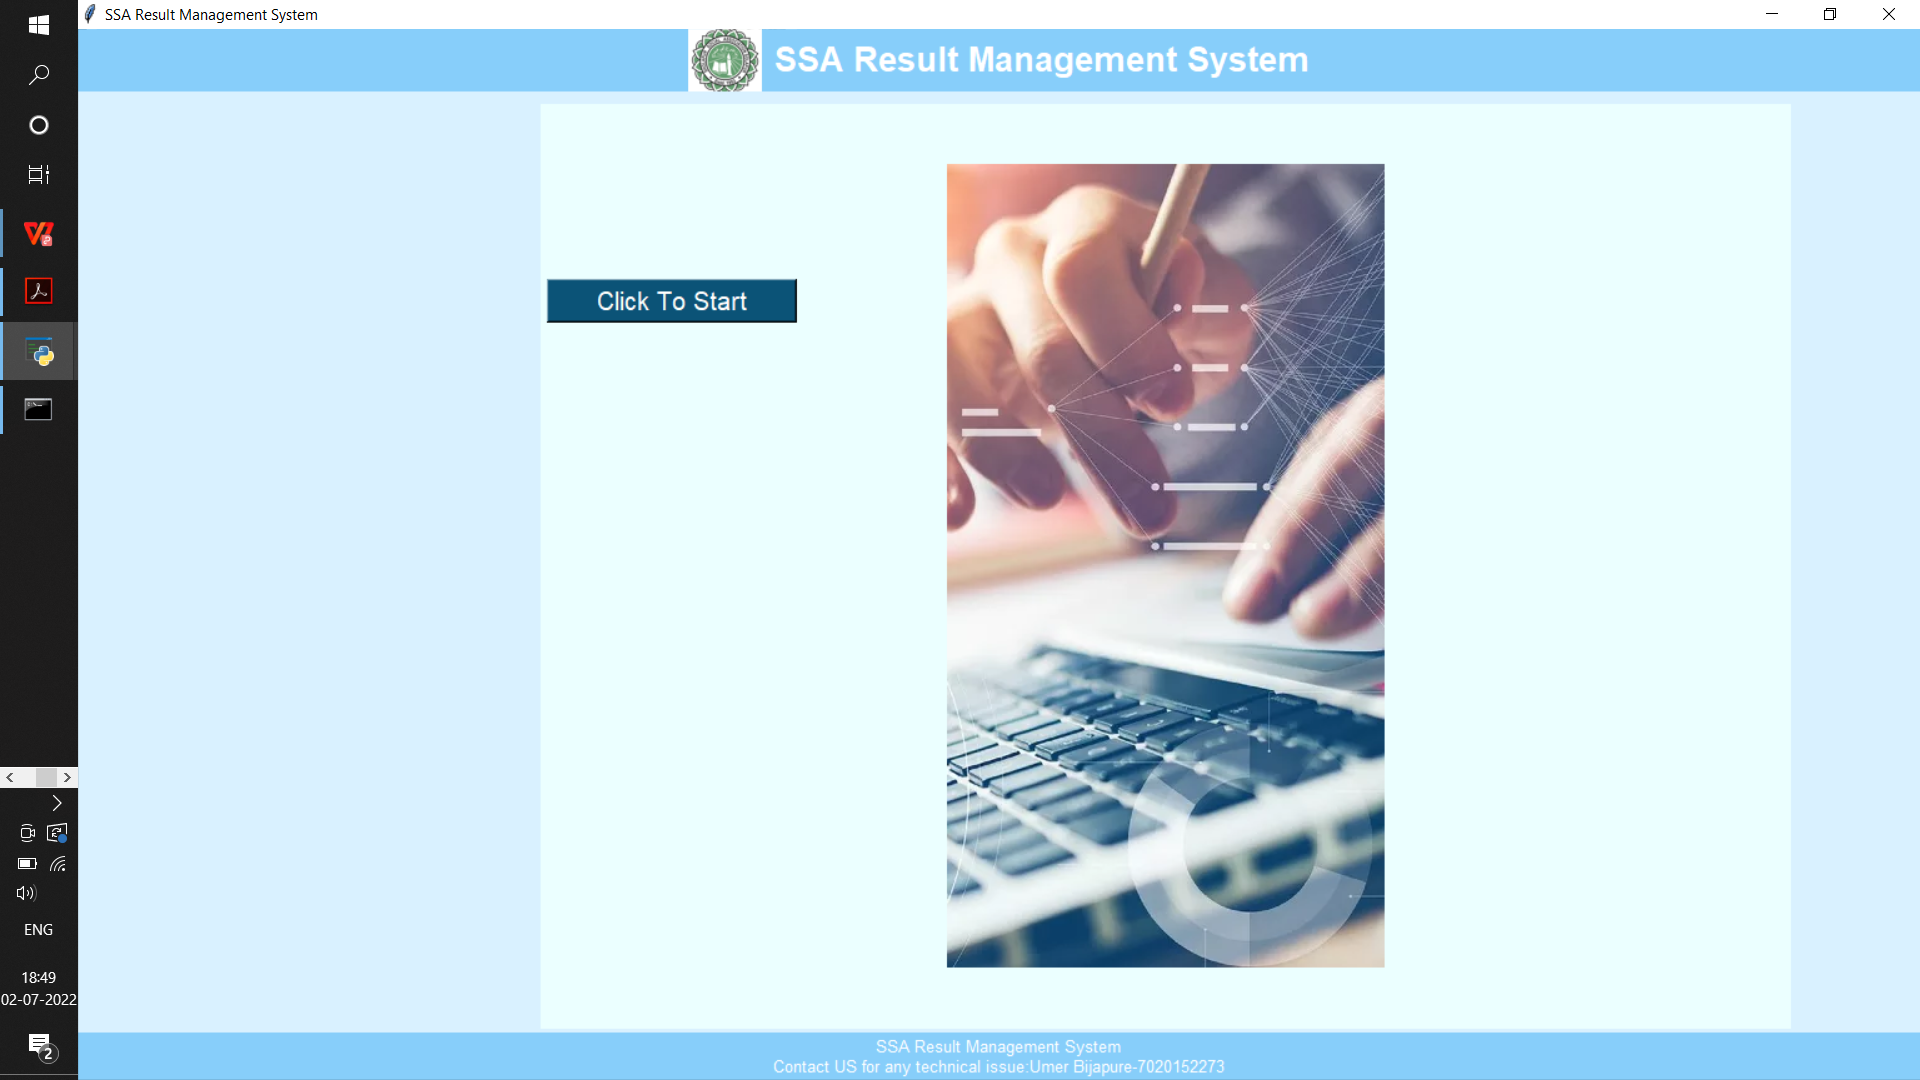 SSA Result Management System
SSA Result Management System
Click To Start
ENG
18:49
02-07-2022
2
SSA Result Management System
Contact US for any technical issue:Umer Bijapure-7020152273